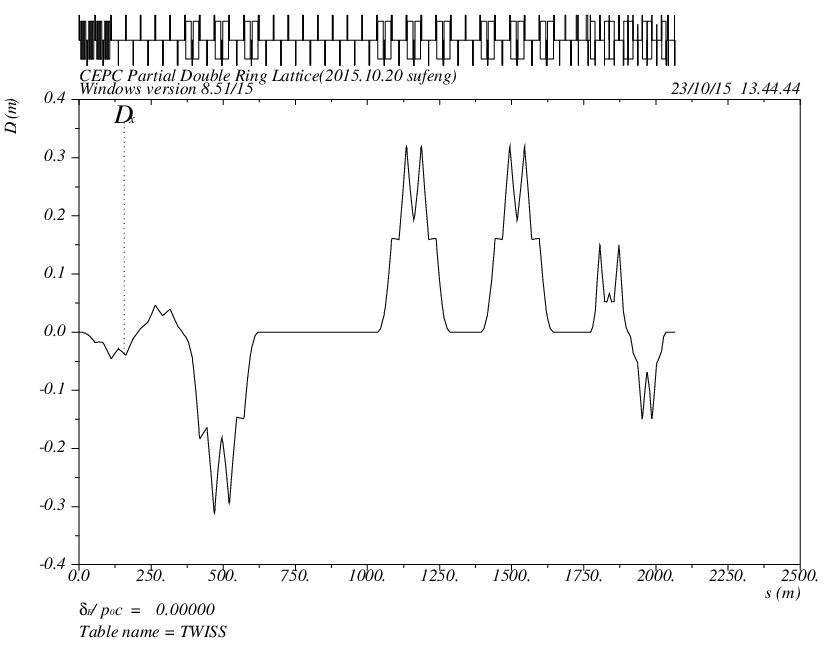 CEPC Partial Double Ring Lattice(2015.10.20 sufeng)
Windows version 8.51/15 23/10/15 13.44.44
D (m)
Dx
0.4
0.3
0.2
0.1
0.0
-0.1
-0.2
-0.3
-0.4
0.0 250. 500. 750. 1000. 1250. 1500. 1750. 2000. 2250. 2500.
s (m)
δE/ p0c = 0.00000
Table name = TWISS